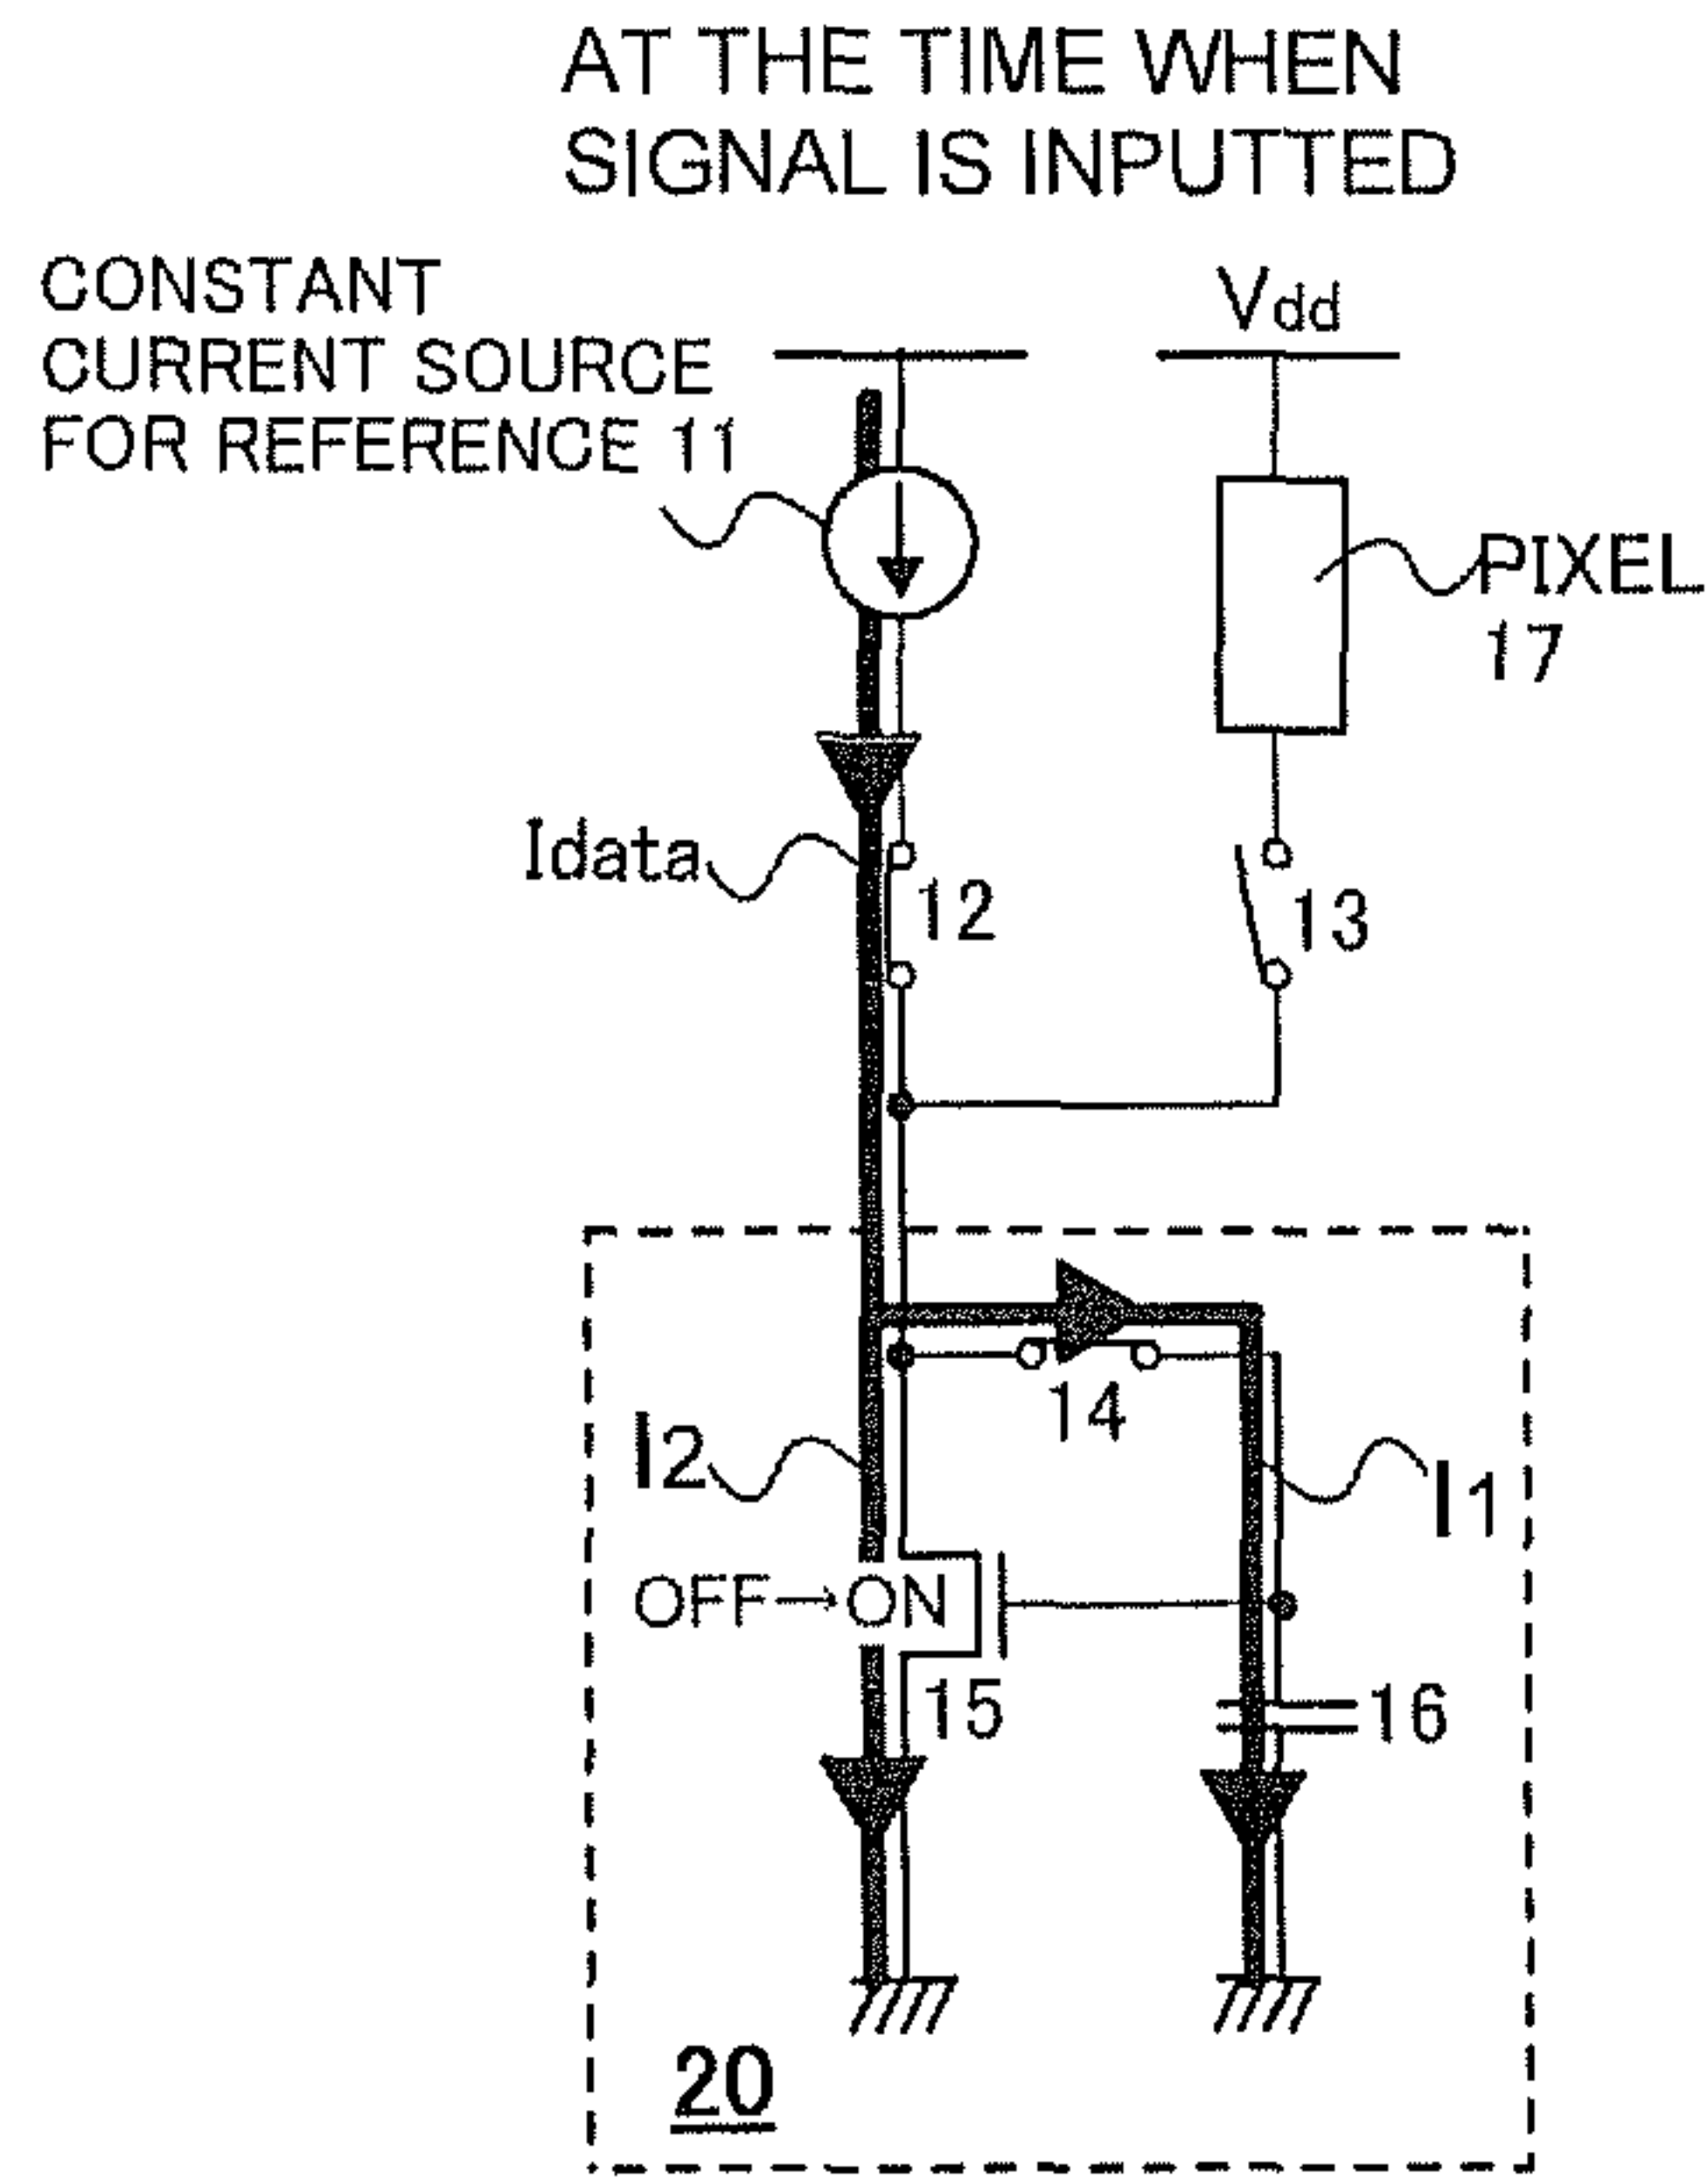 AT THE TIME WHEN
SIGNAL IS INPUTTED
CONSTANT
CURRENT SOURCE
FOR REFERENCE 11
Vdd
PIXEL
17
Idata
12
13
14
I2
I1
OFF→ON
15
16
20